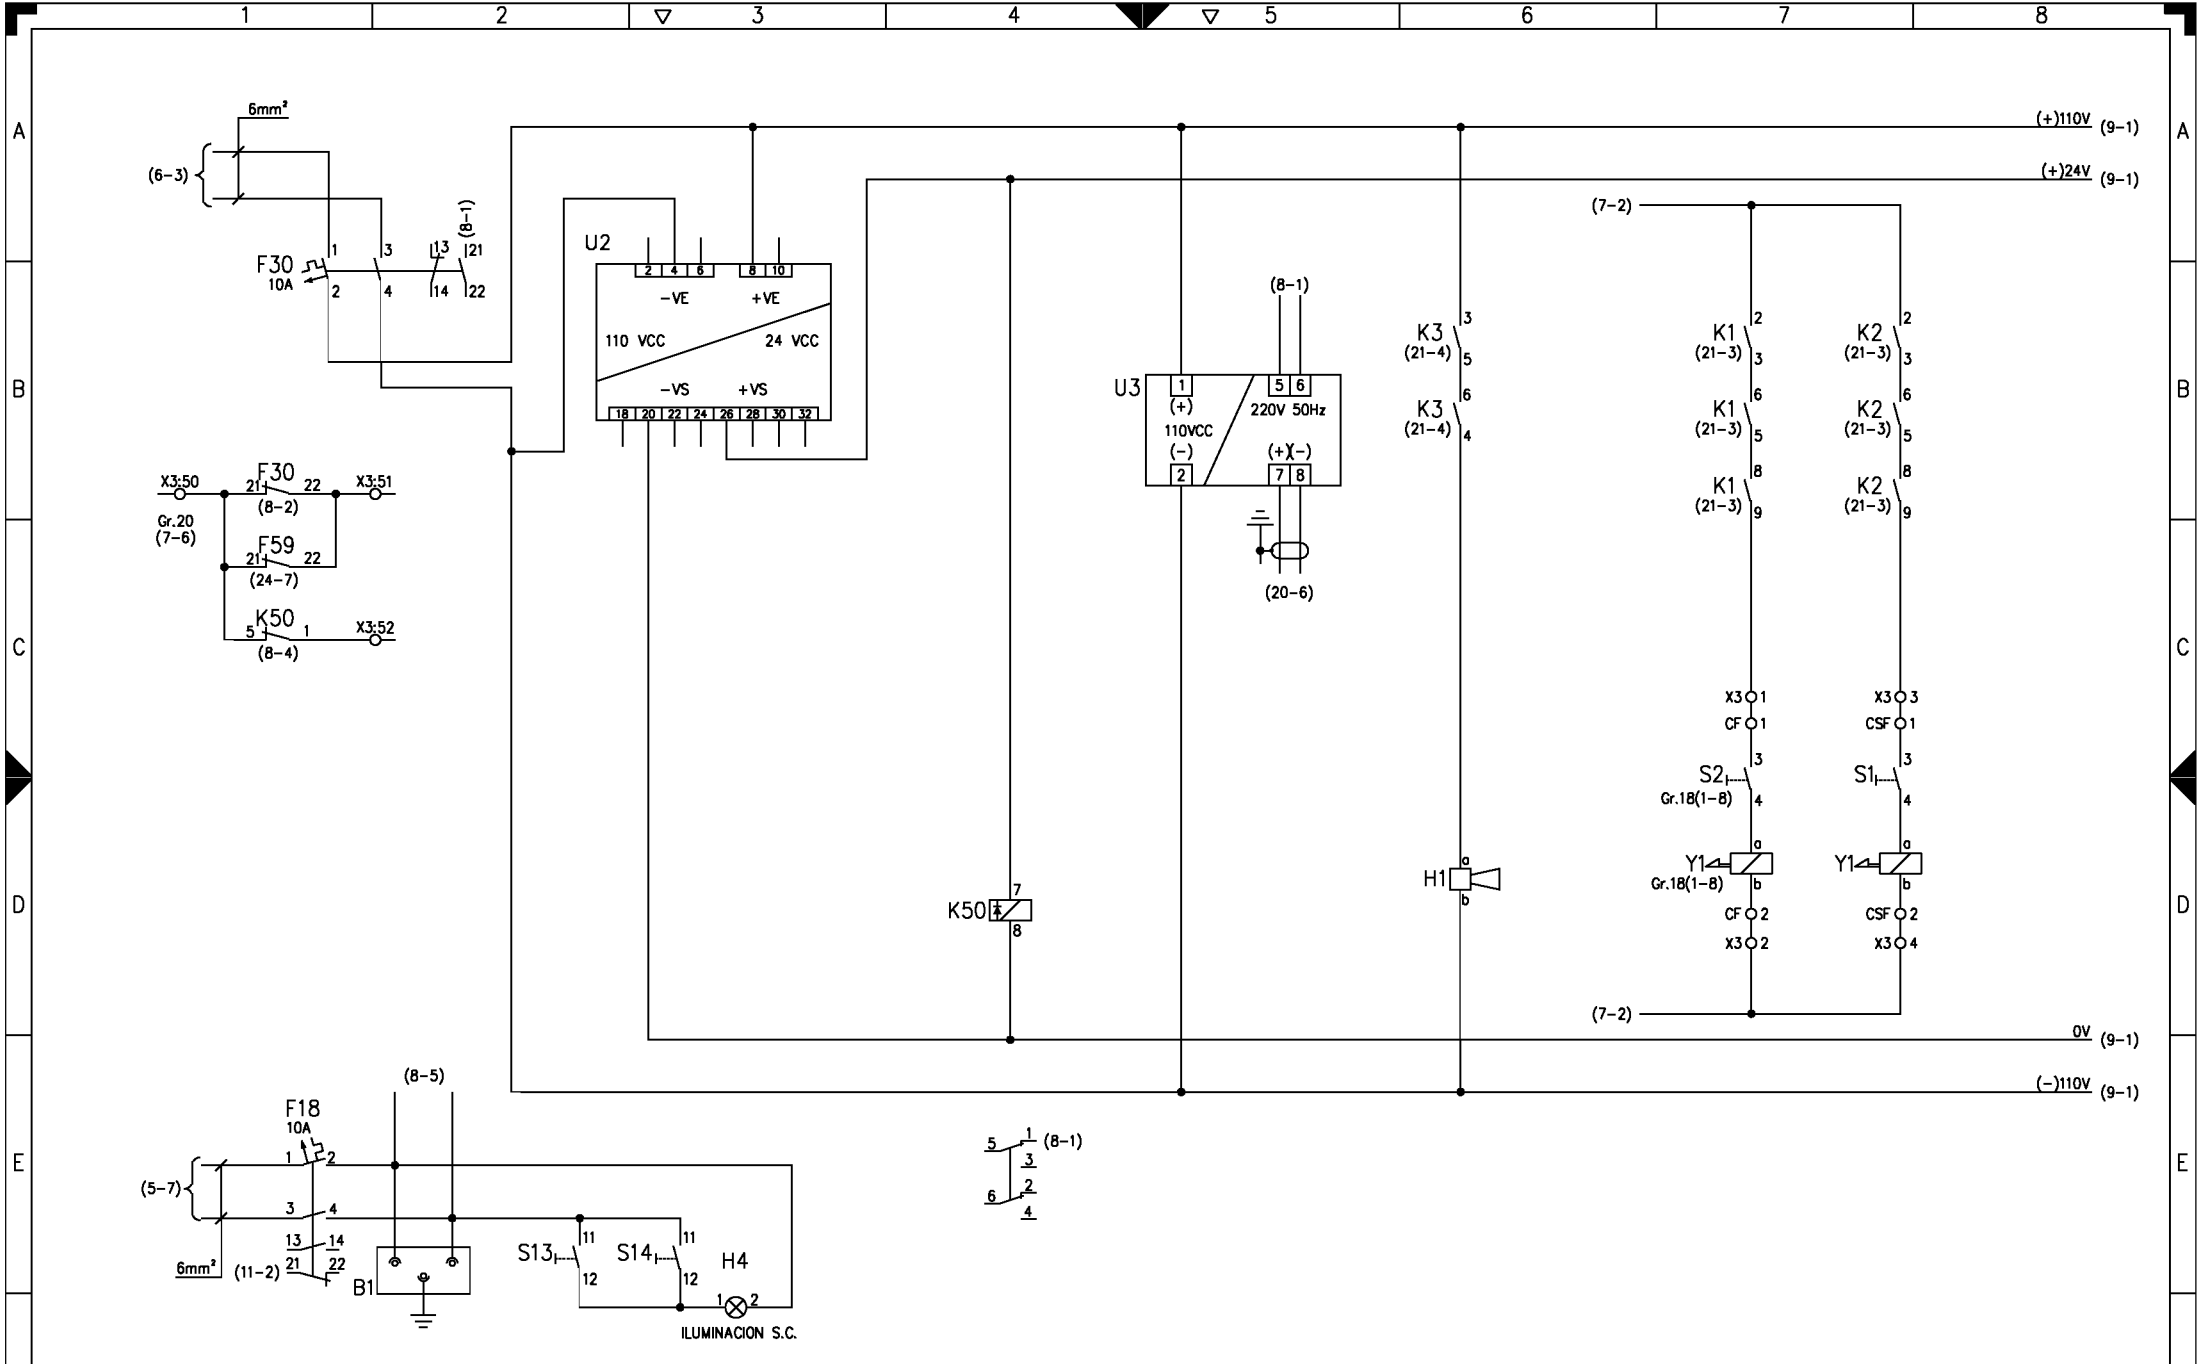 1 2 3 4 5 6 7 8
A A
B B
C C
D D
E E
6mm²
(6-3)
F30
10A
1 3 13 21
2 4 14 22
(8-1)
(+)110V (9-1)
(+)24V (9-1)
U2
2 4 6 8 10
-VE +VE
110 VCC 24 VCC
-VS +VS
18 20 22 24 26 28 30 32
X3:50
Gr.20
(7-6)
F30
21 22
(8-2)
X3:51
F59
21 22
(24-7)
K50
5 1
(8-4)
X3:52
K50
7
8
(8-1)
U3
1 5 6
(+) 220V 50Hz
110VCC
(-) (+)(-)
2 7 8
(20-6)
K3 3
(21-4) 5
K3 6
(21-4) 4
H1
a
b
(7-2)
K1 2
(21-3) 3
K1 6
(21-3) 5
K1 8
(21-3) 9
X3 1
CF 1
S2 3
Gr.18(1-8) 4
Y1 a
Gr.18(1-8) b
CF 2
X3 2
K2 2
(21-3) 3
K2 6
(21-3) 5
K2 8
(21-3) 9
X3 3
CSF 1
S1 3
4
Y1 a
b
CSF 2
X3 4
(7-2)
0V (9-1)
(-)110V (9-1)
(8-5)
F18
10A
1 2
(5-7)
3 4
13 14
6mm²
(11-2) 21 22
B1
S13 11
12
S14 11
12
H4
1 2
ILUMINACION S.C.
5 1 (8-1)
3
6 2
4